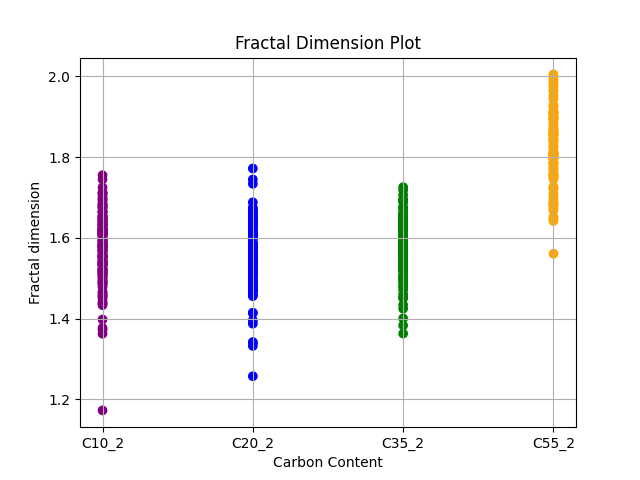 Fractal Dimension Plot
2.0
1.8
1.6
1.4
1.2
Fractal dimension
C10_2 C20_2 C35_2 C55_2
Carbon Content